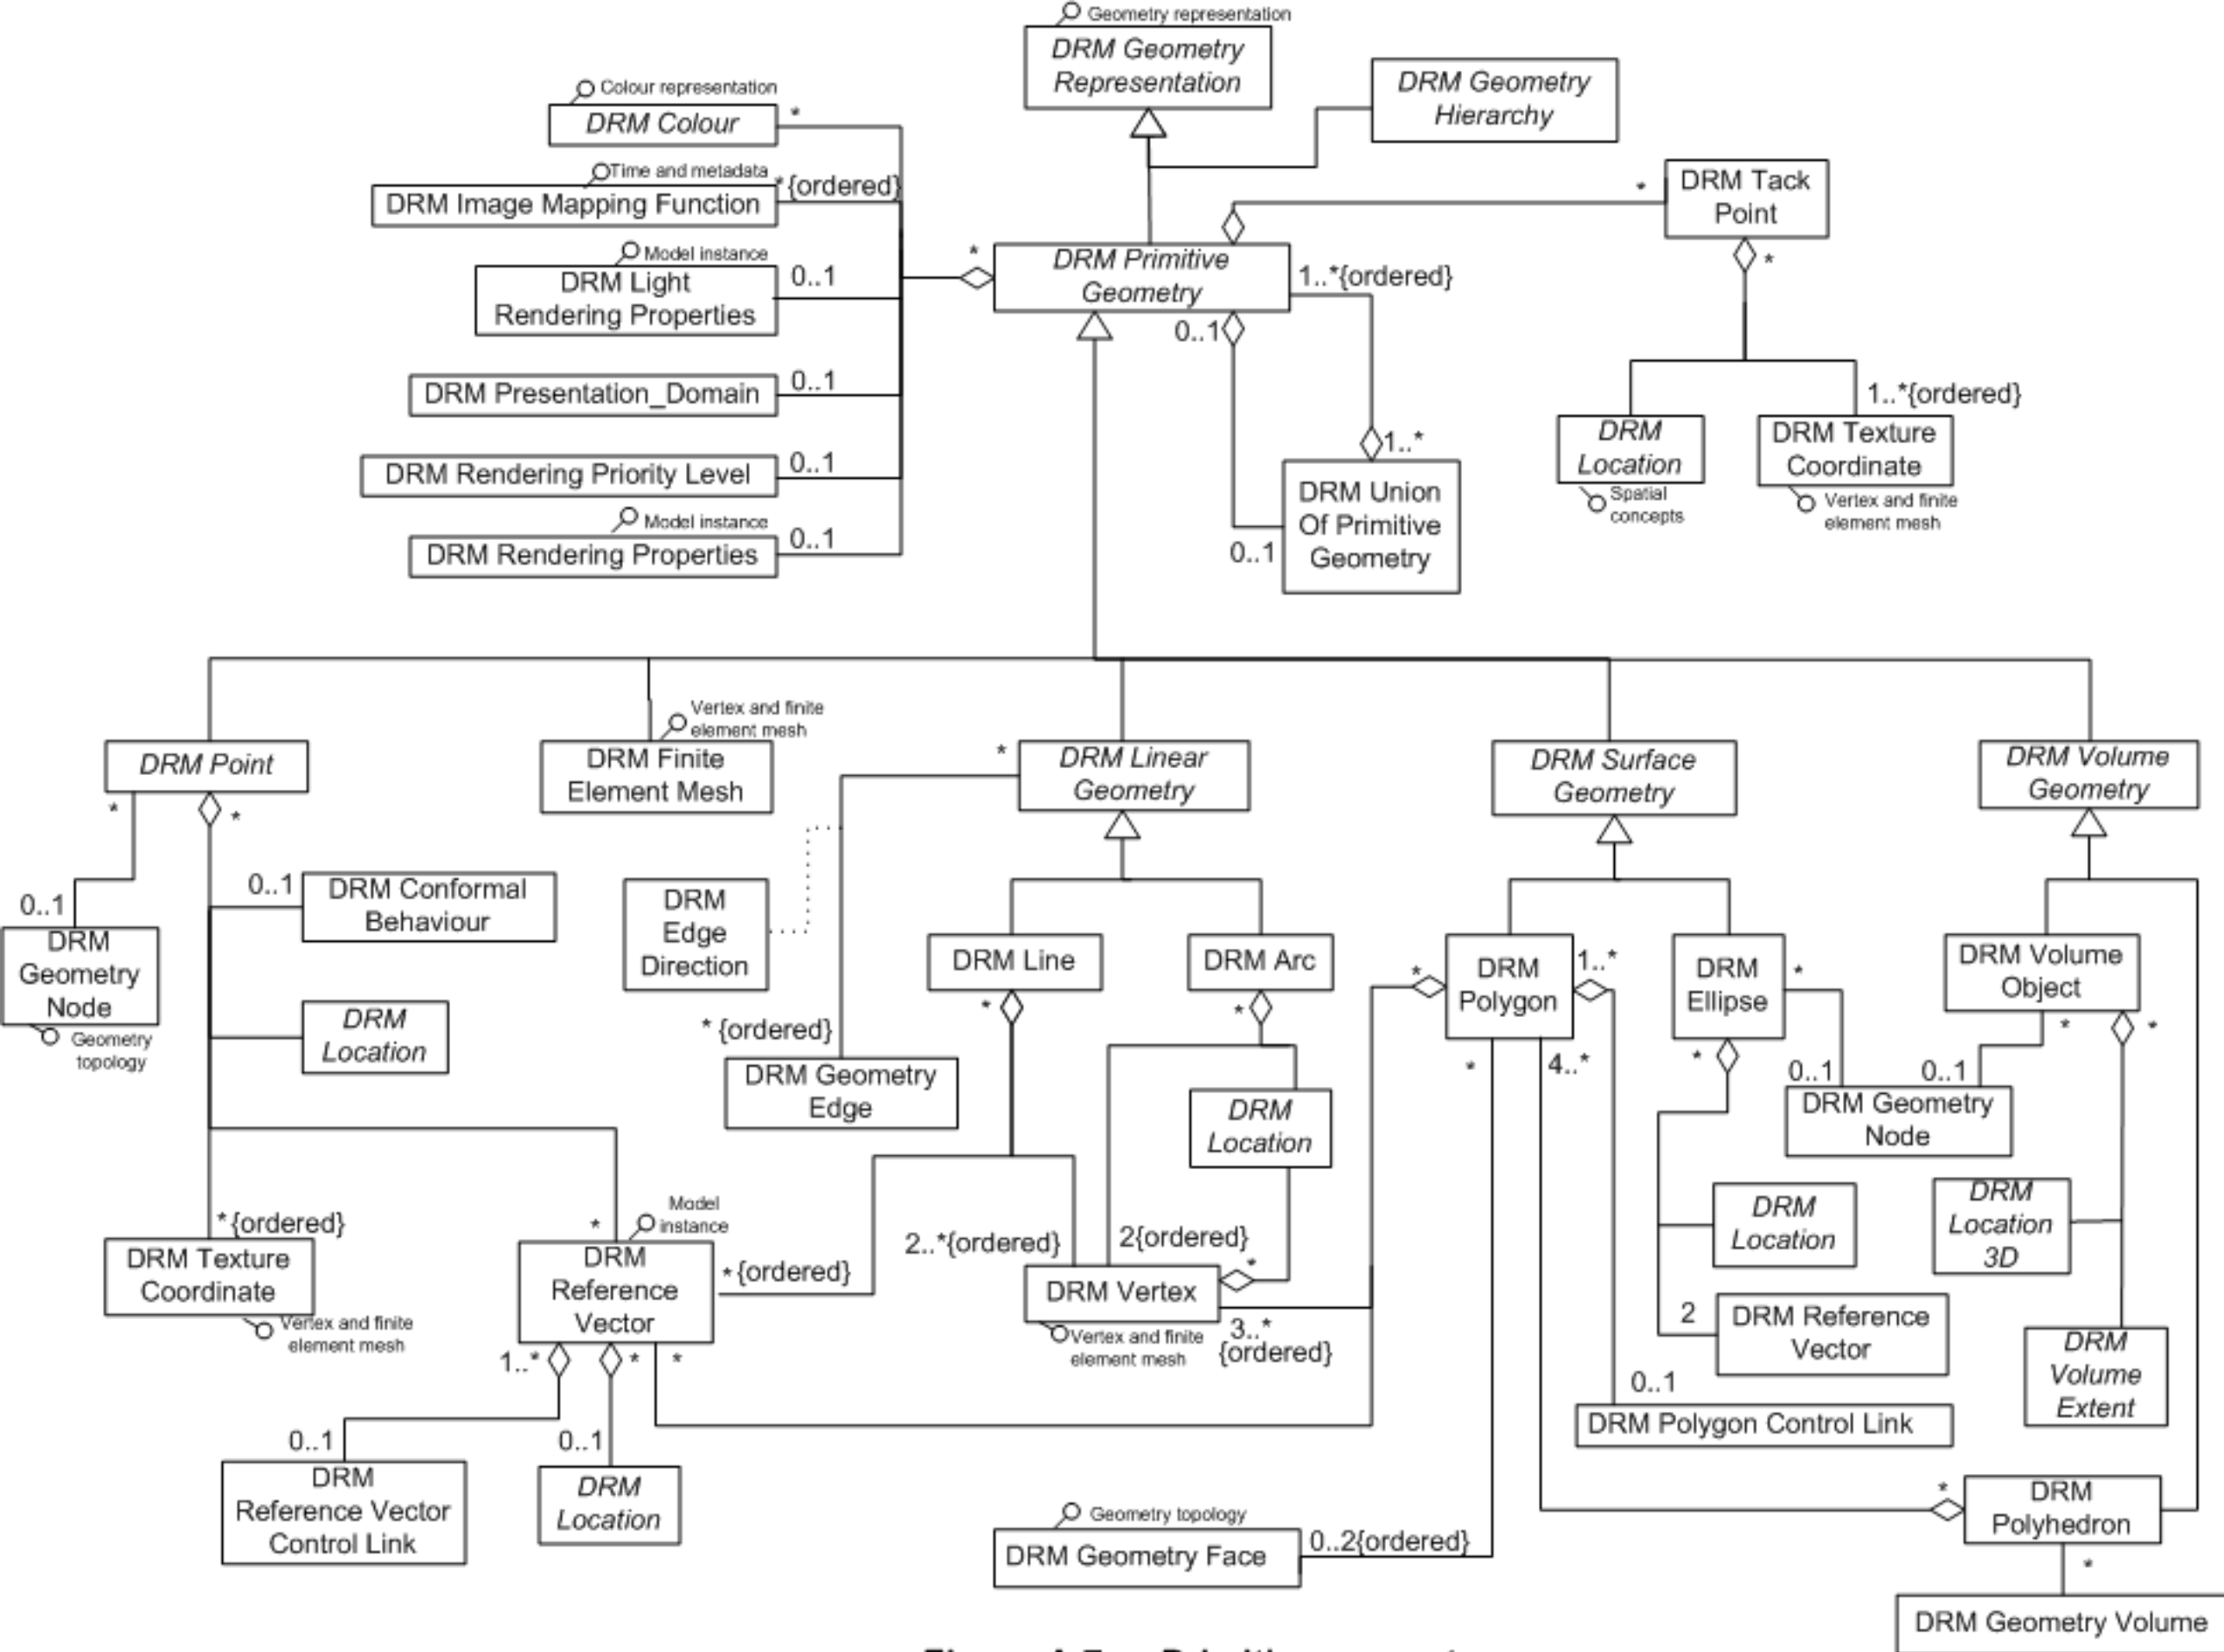 Geometry representation
DRM Geometry
Representation
DRM Geometry
Hierarchy
Colour representation
DRM Colour
*
Time and metadata
*{ordered}
DRM Image Mapping Function
Model instance
DRM Light
Rendering Properties
0..1
DRM Presentation_Domain
0..1
DRM Rendering Priority Level
0..1
Model instance
DRM Rendering Properties
0..1
*
DRM Primitive
Geometry
1..*{ordered}
0..1
1..*
DRM Union
Of Primitive
Geometry
0..1
*
DRM Tack
Point
*
1..*{ordered}
DRM
Location
Spatial
concepts
DRM Texture
Coordinate
Vertex and finite
element mesh
DRM Point
*
*
0..1
DRM
Geometry
Node
Geometry
topology
0..1
DRM Conformal
Behaviour
DRM
Location
*{ordered}
DRM Texture
Coordinate
Vertex and finite
element mesh
Vertex and finite
element mesh
DRM Finite
Element Mesh
*
DRM Linear
Geometry
DRM
Edge
Direction
* {ordered}
DRM Geometry
Edge
DRM Line
*
DRM Arc
*
DRM
Location
Model
instance
*
DRM
Reference
Vector
*{ordered}
2..*{ordered}
2{ordered}
*
DRM Vertex
Vertex and finite
element mesh
3..*
{ordered}
1..*
*
*
0..1
DRM
Reference Vector
Control Link
0..1
DRM
Location
DRM Surface
Geometry
*
DRM
Polygon
1..*
*
4..*
DRM
Ellipse
*
*
0..1
0..1
DRM Geometry
Node
DRM
Location
2
DRM Reference
Vector
0..1
DRM Polygon Control Link
Geometry topology
DRM Geometry Face
0..2{ordered}
DRM Volume
Geometry
DRM Volume
Object
*
*
DRM
Location
3D
DRM
Volume
Extent
*
DRM
Polyhedron
*
DRM Geometry Volume